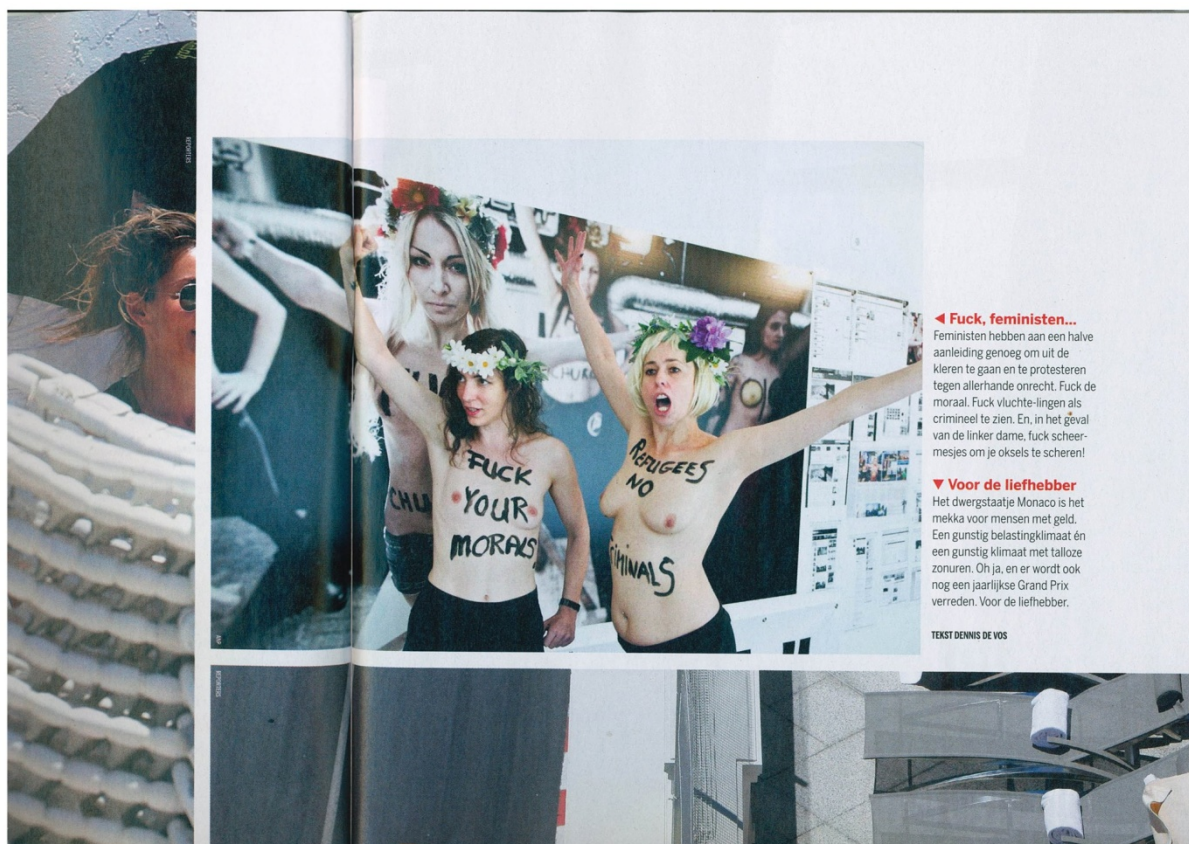 REPORTERS
CHURC
CHU
FUCK
YOUR
MORALS
REFUGEES
NO
CRIMINALS
◀ Fuck, feministen...
Feministen hebben aan een halve
aanleiding genoeg om uit de
kleren te gaan en te protesteren
tegen allerhande onrecht. Fuck de
moraal. Fuck vluchte-lingen als
crimineel te zien. En, in het geval
van de linker dame, fuck scheer-
mesjes om je oksels te scheren!
▼ Voor de liefhebber
Het dwergstaatje Monaco is het
mekka voor mensen met geld.
Een gunstig belastingklimaat én
een gunstig klimaat met talloze
zonuren. Oh ja, en er wordt ook
nog een jaarlijkse Grand Prix
verreden. Voor de liefhebber.
TEKST DENNIS DE VOS
REPORTERS